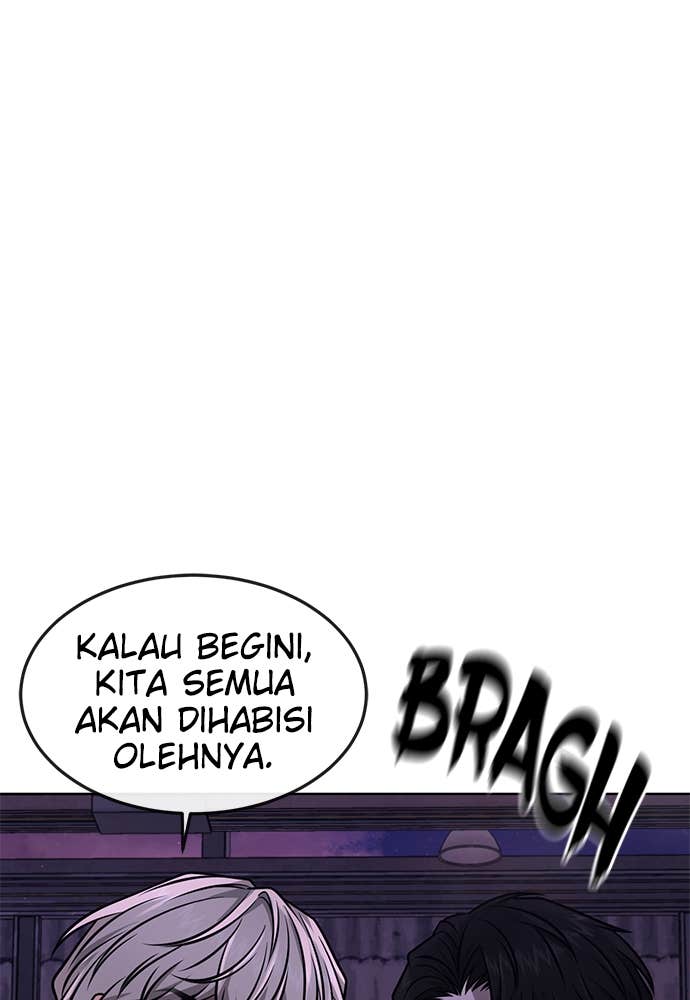 KALAU BEGINI,
KITA SEMUA
AKAN DIHABISI
OLEHNYA.
BRAGH